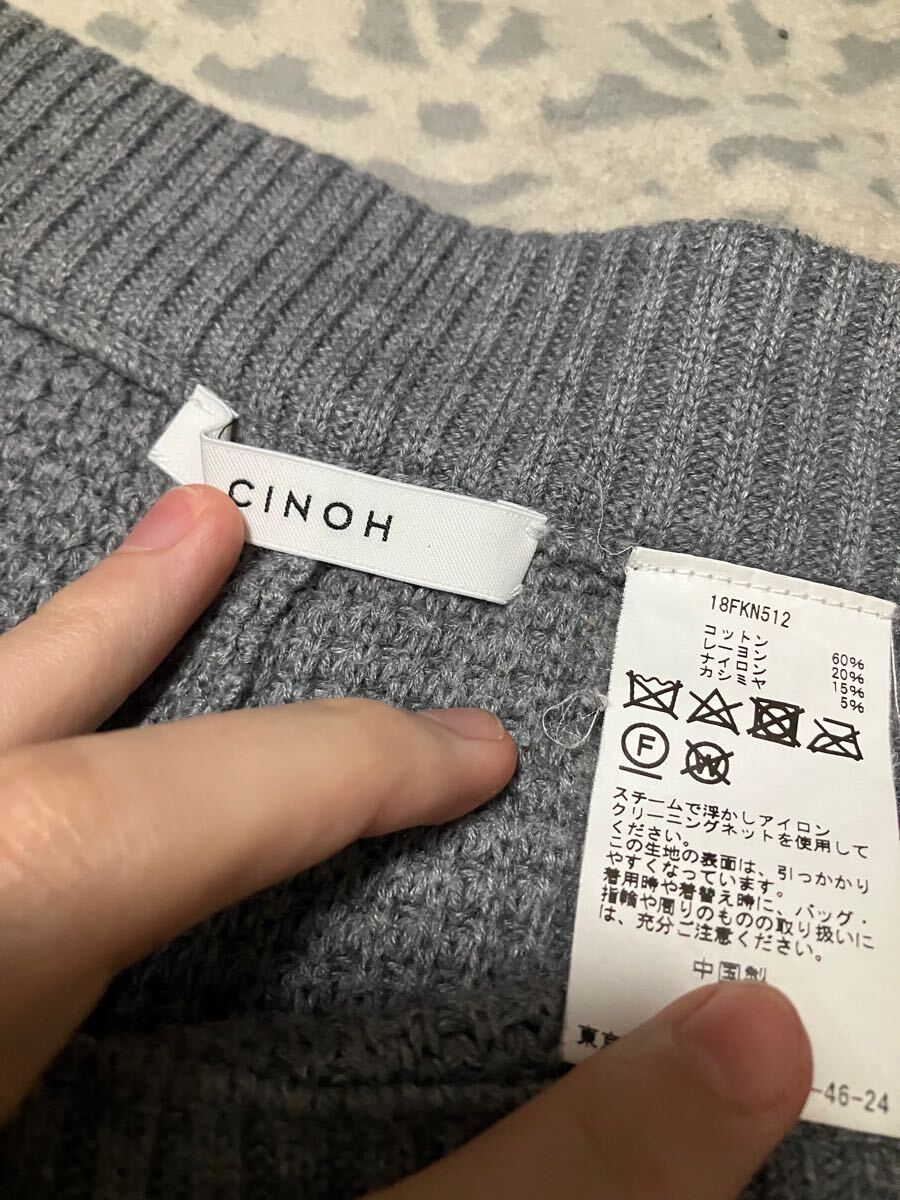 CINOH
18FKN512
コットン 60%
レーヨン 20%
ナイロン 15%
カシミヤ 5%
F
W
スチームで浮かしアイロン
クリーニングネットを使用して
ください。
この生地の表面は、引っかかり
やすくなっています。
着用時や着替え時に、バッグ・
指輪や周りのものの取り扱いに
は、充分ご注意ください。
中国製
-46-24